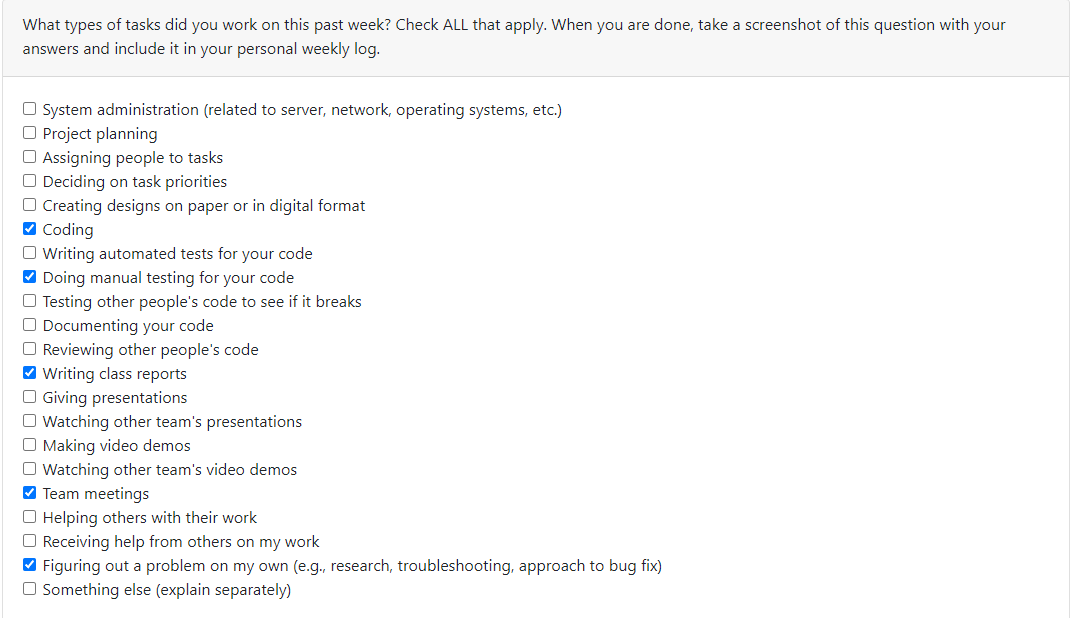 What types of tasks did you work on this past week? Check ALL that apply. When you are done, take a screenshot of this question with your
answers and include it in your personal weekly log.
System administration (related to server, network, operating systems, etc.)
Project planning
Assigning people to tasks
Deciding on task priorities
Creating designs on paper or in digital format
Coding
Writing automated tests for your code
Doing manual testing for your code
Testing other people's code to see if it breaks
Documenting your code
Reviewing other people's code
Writing class reports
Giving presentations
Watching other team's presentations
Making video demos
Watching other team's video demos
Team meetings
Helping others with their work
Receiving help from others on my work
Figuring out a problem on my own (e.g., research, troubleshooting, approach to bug fix)
Something else (explain separately)